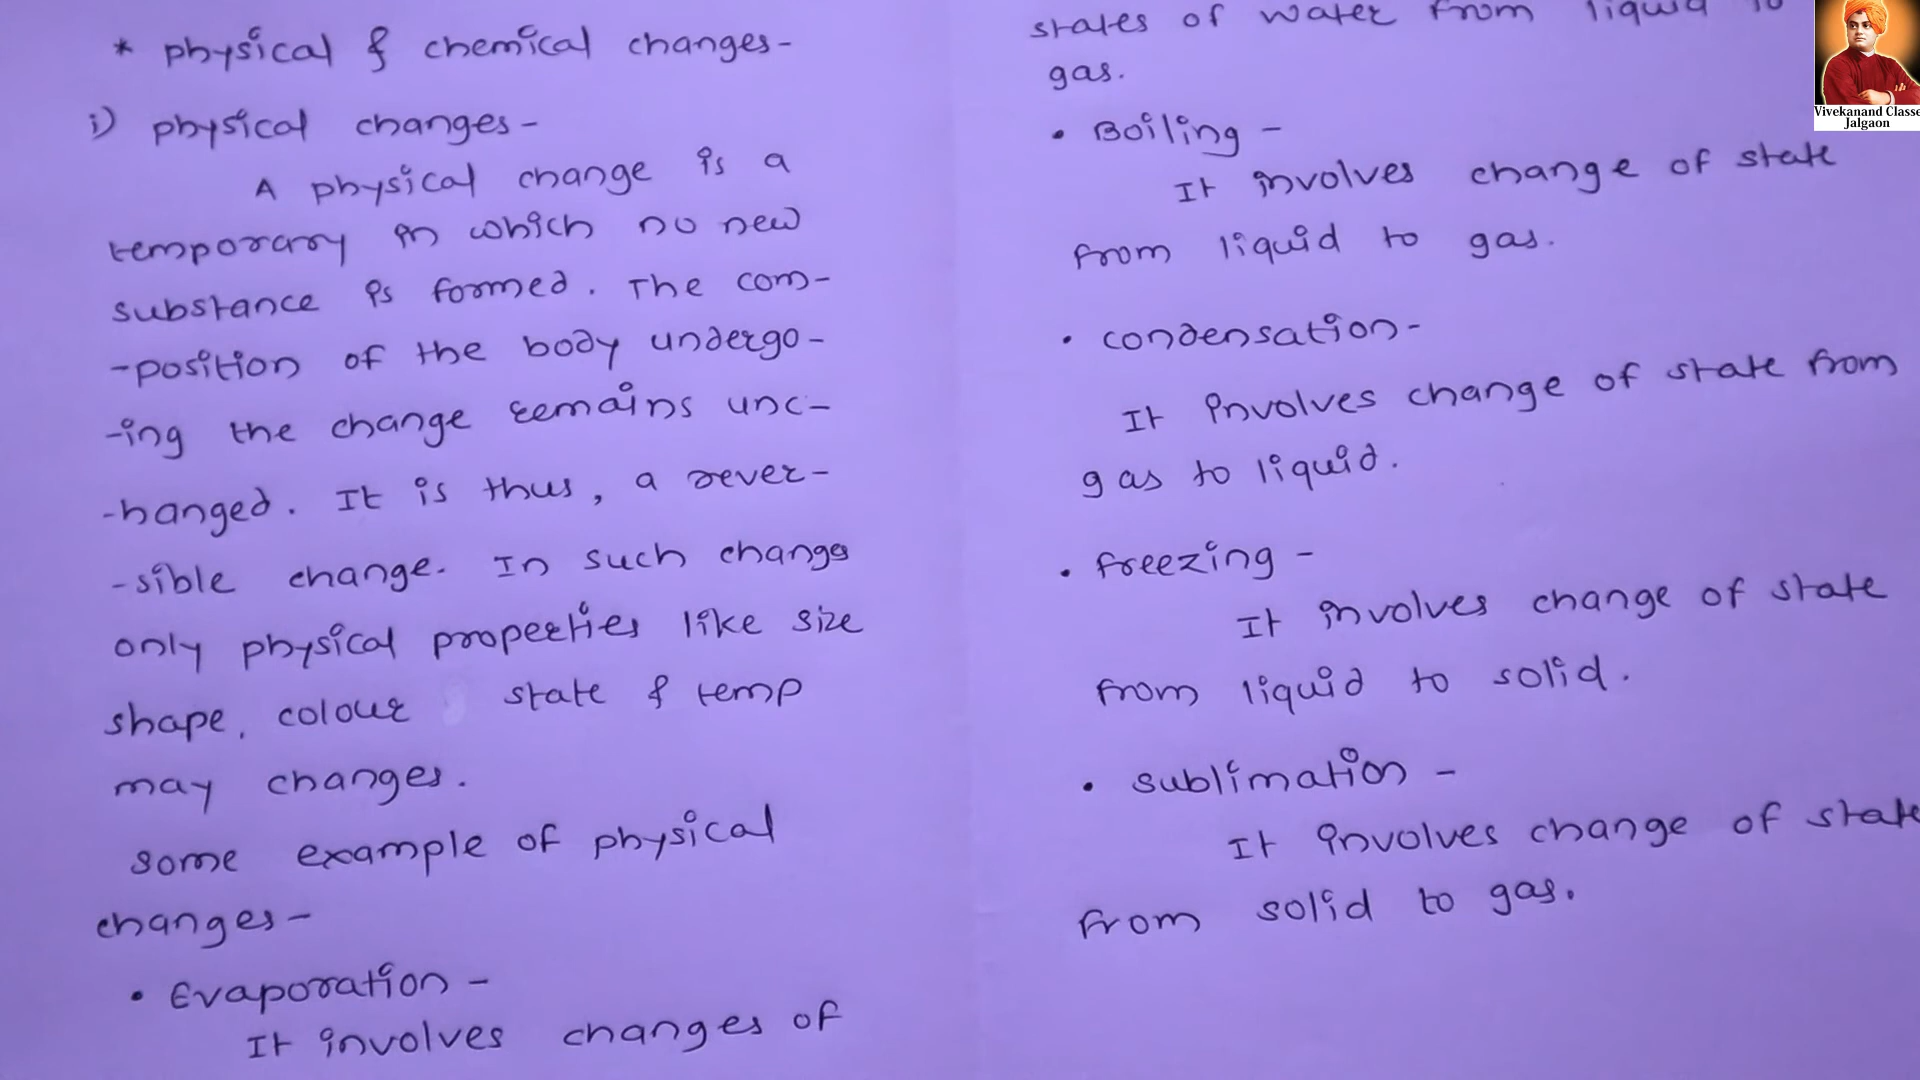 * physical & chemical changes-
i) physical changes-
A physical change is a
temporary in which no new
substance is formed. The com-
-position of the body undergo-
-ing the change remains unc-
-hanged. It is thus, a rever-
-sible change. In such changes
only physical properties like size
shape, colour state & temp
may changes.
some example of physical
changes-
• Evaporation-
It involves changes of
states of water from liquid to
gas.
• Boiling-
It involves change of state
from liquid to gas.
• condensation-
It involves change of state from
gas to liquid.
• freezing-
It involves change of state
from liquid to solid.
• sublimation-
It involves change of state
from solid to gas.
Vivekanand Classe
Jalgaon